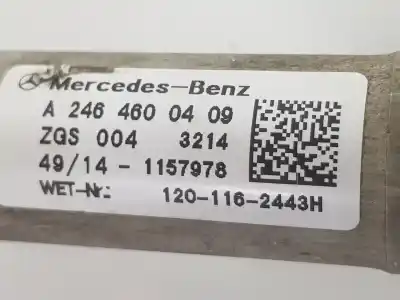 Mercedes-Benz
A 246 460 04 09
ZGS 004 3214
49/14 - 1157978
WET-Nr.: 120-116-2443H